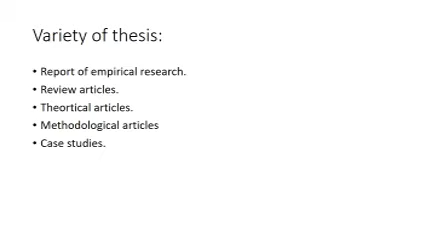 Variety of thesis:
• Report of empirical research.
• Review articles.
• Theortical articles.
• Methodological articles
• Case studies.